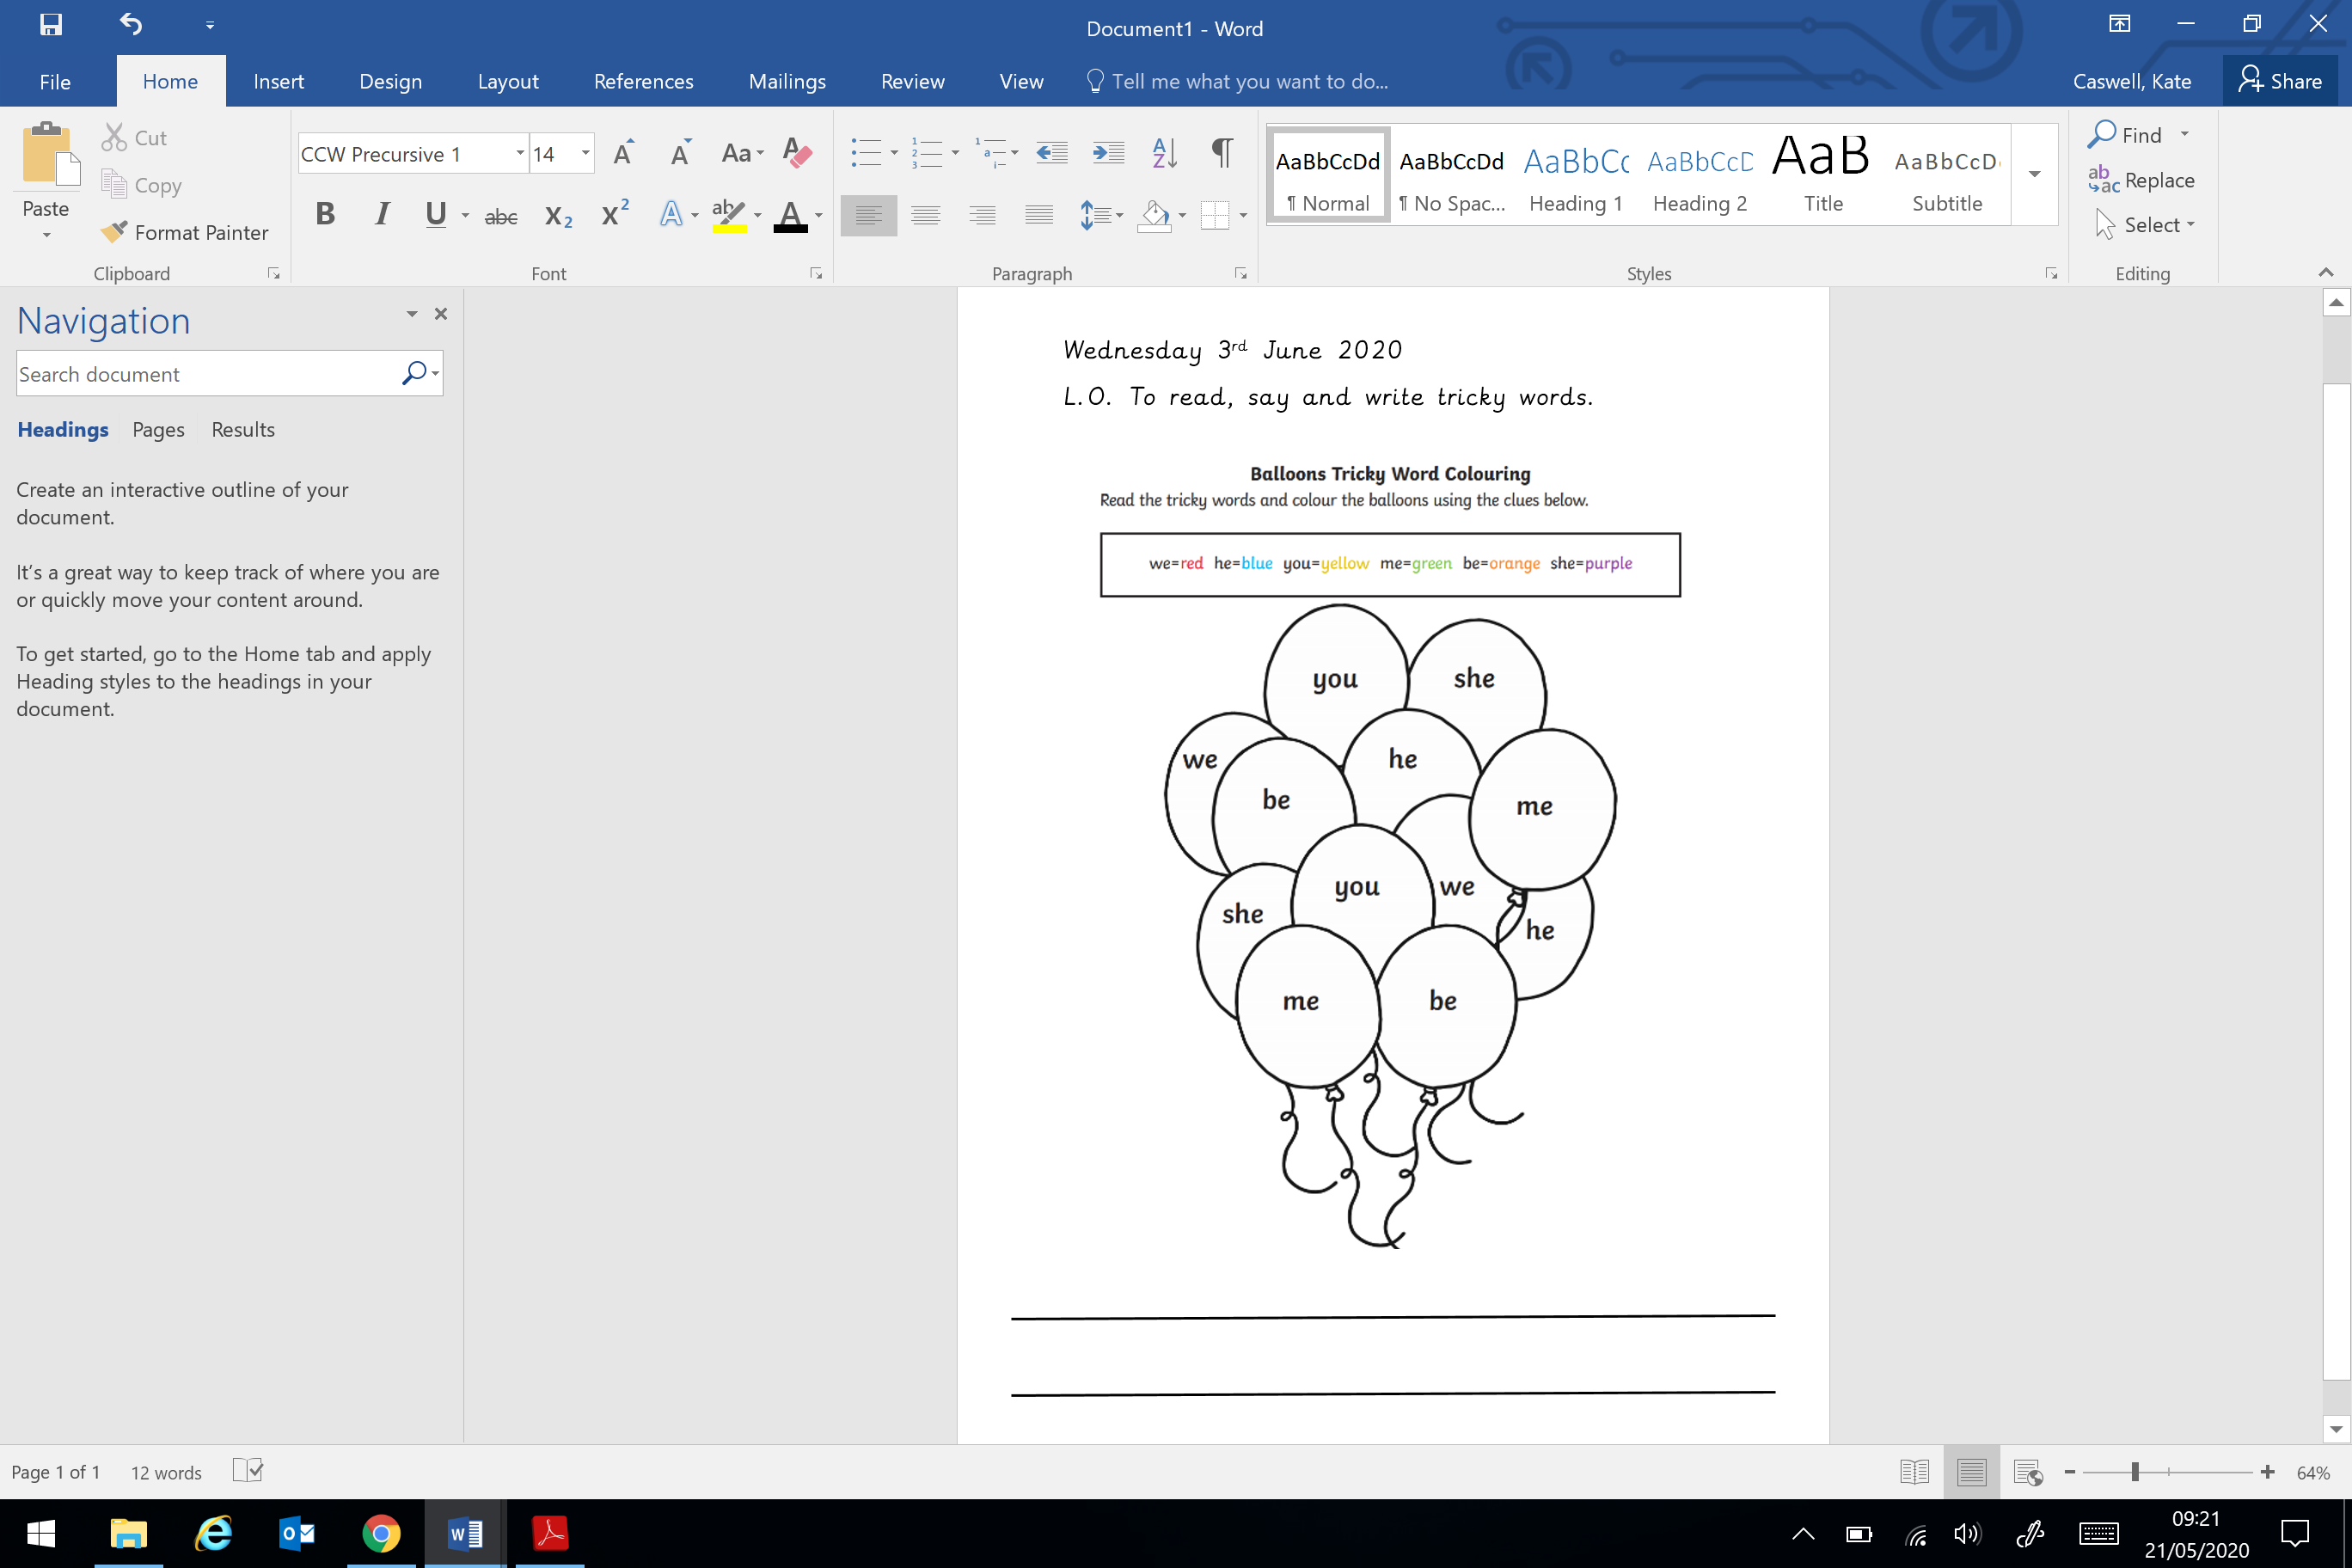 Document1 - Word
File Home Insert Design Layout References Mailings Review View Tell me what you want to do... Caswell, Kate Share
Paste
Cut
Copy
Format Painter
Clipboard
CCW Precursive 1 14
Font
Paragraph
AaBbCcDd AaBbCcDd AaBbCc AaBbCcD AaB AaBbCcD
¶ Normal ¶ No Spac... Heading 1 Heading 2 Title Subtitle
Styles
Find
Replace
Select
Editing
Navigation
Search document
Headings Pages Results
Create an interactive outline of your
document.
It's a great way to keep track of where you are
or quickly move your content around.
To get started, go to the Home tab and apply
Heading styles to the headings in your
document.
Wednesday 3rd June 2020
L.O. To read, say and write tricky words.
Balloons Tricky Word Colouring
Read the tricky words and colour the balloons using the clues below.
we=red he=blue you=yellow me=green be=orange she=purple
you she
we he
be me
you we
she he
me be
Page 1 of 1 12 words 64%
09:21
21/05/2020